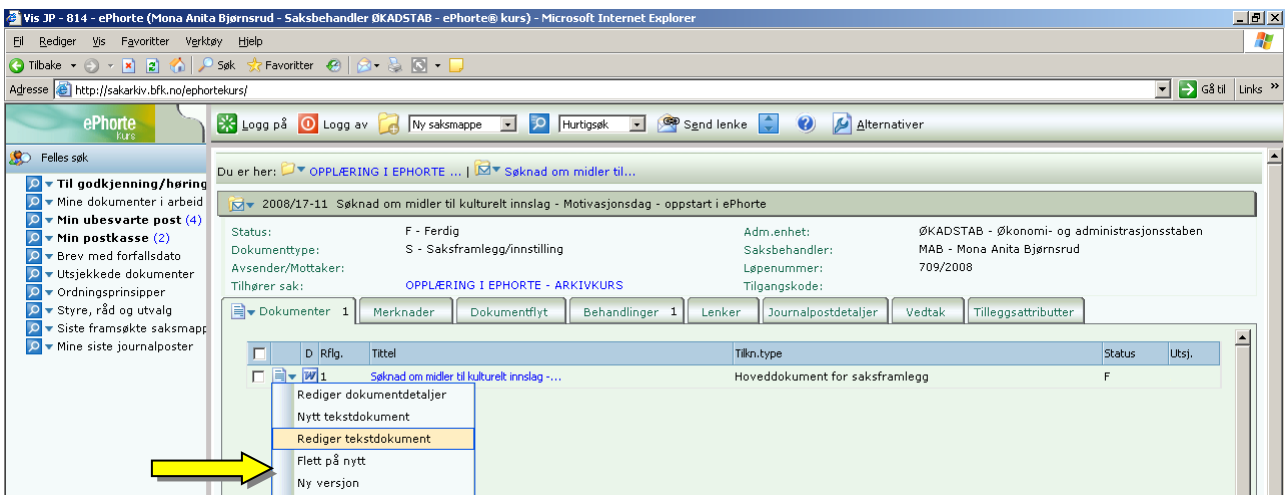 Vis JP - 814 - ePhorte (Mona Anita Bjørnsrud - Saksbehandler ØKADSTAB - ePhorte® kurs) - Microsoft Internet Explorer
Fil Rediger Vis Favoritter Verktøy Hjelp
Tilbake Søk Favoritter
Adresse http://sakarkiv.bfk.no/ephortekurs/ Gå til Links »
ePhorte
Kurs
Logg på Logg av Ny saksmappe Hurtigsøk Send lenke Alternativer
Felles søk
Til godkjenning/høring
Mine dokumenter i arbeid
Min ubesvarte post (4)
Min postkasse (2)
Brev med forfallsdato
Utsjekkede dokumenter
Ordningsprinsipper
Styre, råd og utvalg
Siste framsøkte saksmapp
Mine siste journalposter
Du er her: OPPLÆRING I EPHORTE ... | Søknad om midler til...
2008/17-11 Søknad om midler til kulturelt innslag - Motivasjonsdag - oppstart i ePhorte
Status: F - Ferdig Adm.enhet: ØKADSTAB - Økonomi- og administrasjonsstaben
Dokumenttype: S - Saksframlegg/innstilling Saksbehandler: MAB - Mona Anita Bjørnsrud
Avsender/Mottaker: Løpenummer: 709/2008
Tilhører sak: OPPLÆRING I EPHORTE - ARKIVKURS Tilgangskode:
Dokumenter 1 Merknader Dokumentflyt Behandlinger 1 Lenker Journalpostdetaljer Vedtak Tilleggsattributter
D Rflg. Tittel Tilkn.type Status Utsj.
1 Søknad om midler til kulturelt innslag -... Hoveddokument for saksframlegg F
Rediger dokumentdetaljer
Nytt tekstdokument
Rediger tekstdokument
Flett på nytt
Ny versjon